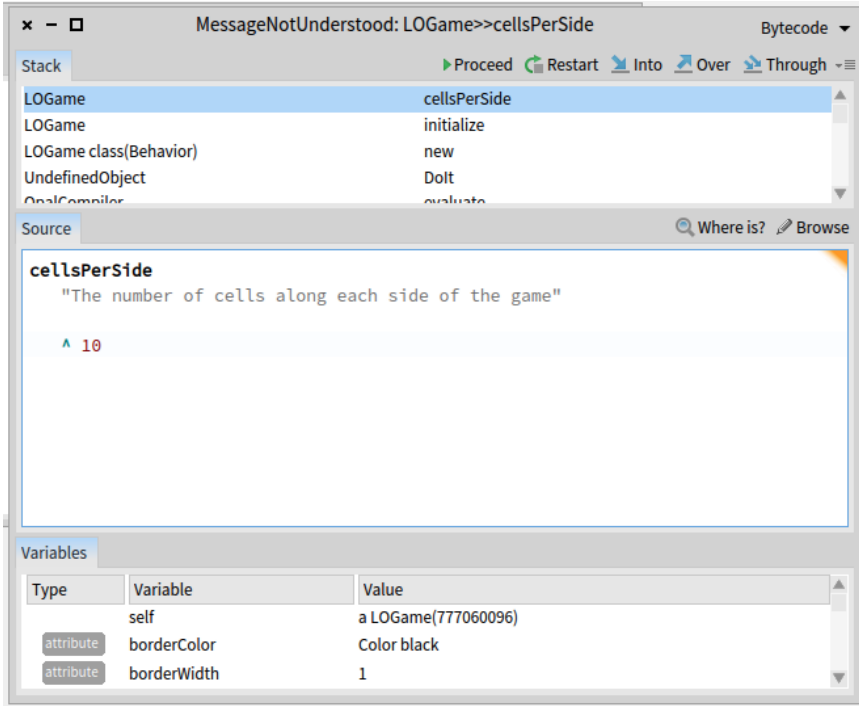 MessageNotUnderstood: LOGame>>cellsPerSide Bytecode
Stack Proceed Restart Into Over Through
LOGame cellsPerSide
LOGame initialize
LOGame class(Behavior) new
UndefinedObject DoIt
OpalCompiler evaluate
Source Where is? Browse
cellsPerSide
"The number of cells along each side of the game"
^ 10
Variables
Type Variable Value
self a LOGame(777060096)
attribute borderColor Color black
attribute borderWidth 1